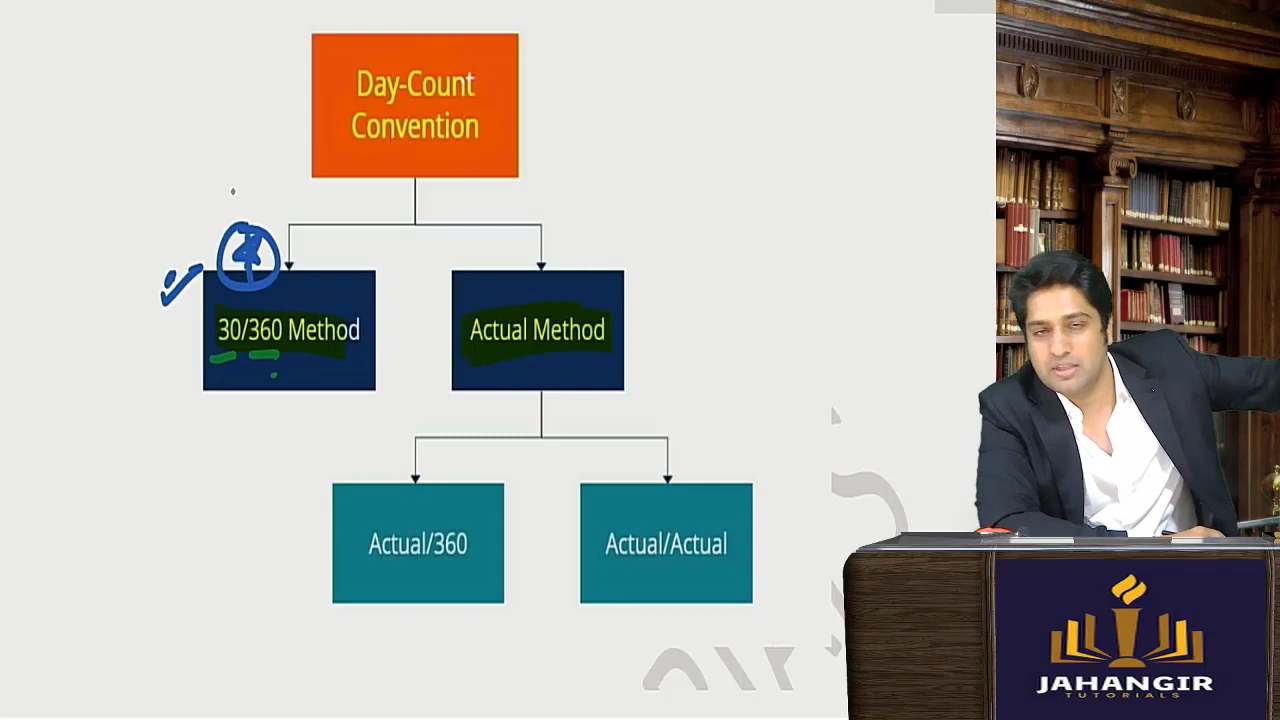 Day-Count
Convention
30/360 Method
Actual Method
Actual/360
Actual/Actual
JAHANGIR
TUTORIALS